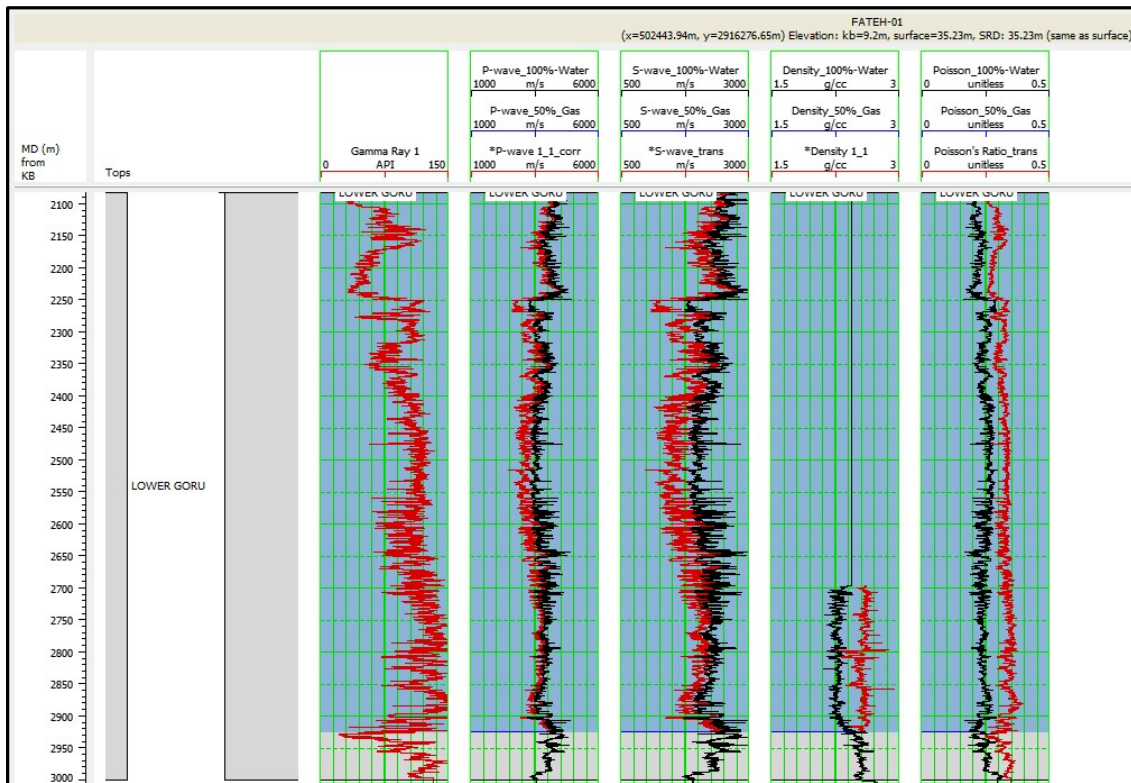 FATEH-01
(x=502443.94m, y=2916276.65m) Elevation: kb=9.2m, surface=35.23m, SRD: 35.23m (same as surface)
P-wave_100%-Water
1000 m/s 6000
S-wave_100%-Water
500 m/s 3000
Density_100%-Water
1.5 g/cc 3
Poisson_100%-Water
0 unitless 0.5
P-wave_50%_Gas
1000 m/s 6000
S-wave_50%_Gas
500 m/s 3000
Density_50%_Gas
1.5 g/cc 3
Poisson_50%_Gas
0 unitless 0.5
MD (m)
from
KB
Tops
Gamma Ray 1
0 API 150
*P-wave 1_1_corr
1000 m/s 6000
*S-wave_trans
500 m/s 3000
*Density 1_1
1.5 g/cc 3
Poisson's Ratio_trans
0 unitless 0.5
LOWER GORU
LOWER GORU
LOWER GORU
LOWER GORU
LOWER GORU
2100
2150
2200
2250
2300
2350
2400
2450
2500
2550
LOWER GORU
2600
2650
2700
2750
2800
2850
2900
2950
3000